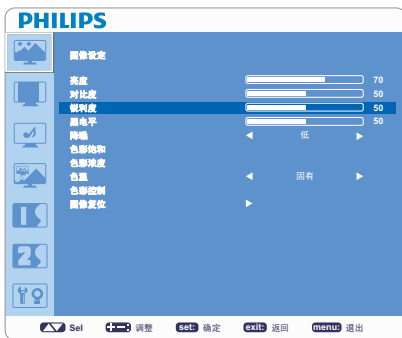 PHILIPS
图像设定
亮度 70
对比度 50
锐利度 50
黑电平 50
降噪 低
色彩饱和
色彩浓度
色温 固有
色彩控制
图像复位
Sel 调整 set: 确定 exit: 返回 menu: 退出